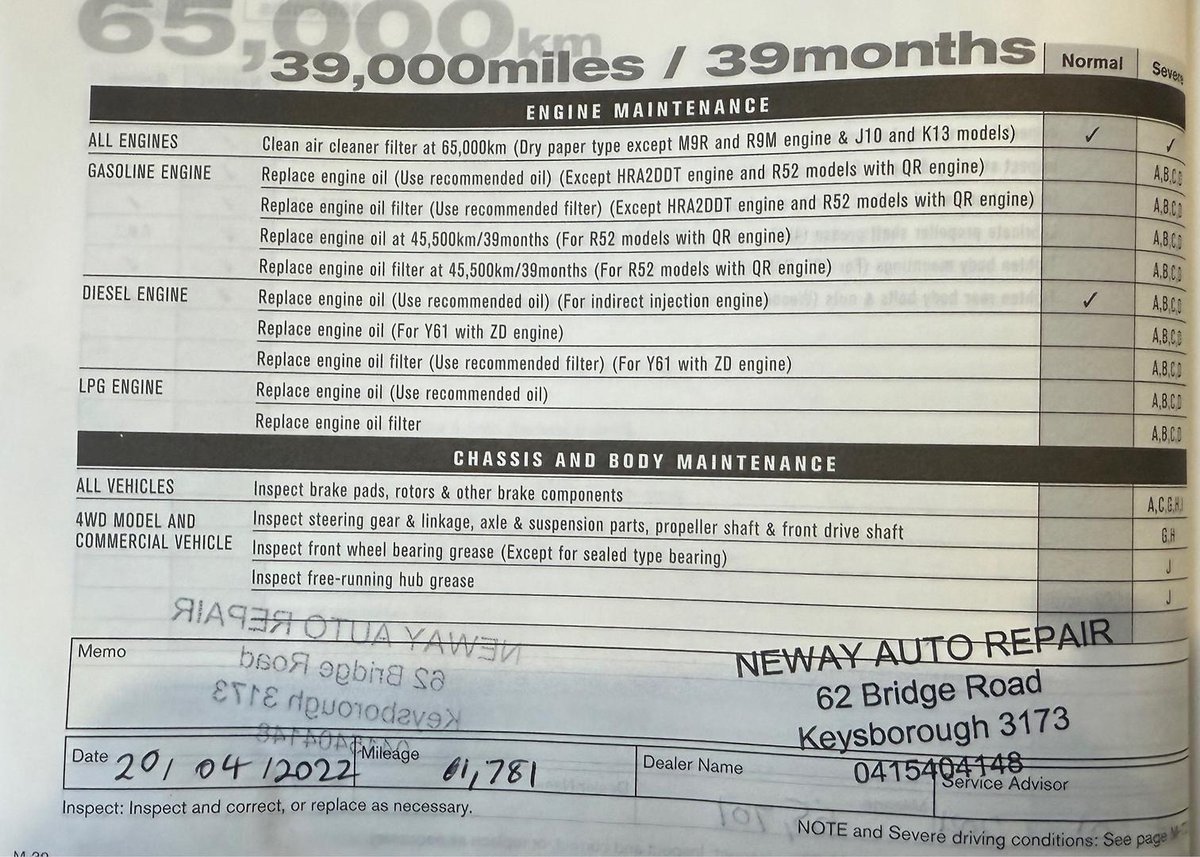 65,000km
39,000miles / 39months Normal Severe
ENGINE MAINTENANCE
ALL ENGINES Clean air cleaner filter at 65,000km (Dry paper type except M9R and R9M engine & J10 and K13 models) ✓ ✓
GASOLINE ENGINE Replace engine oil (Use recommended oil) (Except HRA2DDT engine and R52 models with QR engine) A,B,C,D
Replace engine oil filter (Use recommended filter) (Except HRA2DDT engine and R52 models with QR engine) A,B,C,D
Replace engine oil at 45,500km/39months (For R52 models with QR engine) A,B,C,D
Replace engine oil filter at 45,500km/39months (For R52 models with QR engine) A,B,C,D
DIESEL ENGINE Replace engine oil (Use recommended oil) (For indirect injection engine) ✓ A,B,C,D
Replace engine oil (For Y61 with ZD engine) A,B,C,D
Replace engine oil filter (Use recommended filter) (For Y61 with ZD engine) A,B,C,D
LPG ENGINE Replace engine oil (Use recommended oil) A,B,C,D
Replace engine oil filter A,B,C,D
CHASSIS AND BODY MAINTENANCE
ALL VEHICLES Inspect brake pads, rotors & other brake components A,C,G,H,I
4WD MODEL AND Inspect steering gear & linkage, axle & suspension parts, propeller shaft & front drive shaft G,H
COMMERCIAL VEHICLE Inspect front wheel bearing grease (Except for sealed type bearing) J
Inspect free-running hub grease J
NEWAY AUTO REPAIR
62 Bridge Road
Keysborough 3173
0415404148
Memo
NEWAY AUTO REPAIR
62 Bridge Road
Keysborough 3173
0415404148
Date 20/ 04 /2022 Mileage 61,781 Dealer Name Service Advisor
Inspect: Inspect and correct, or replace as necessary.
NOTE and Severe driving conditions: See page